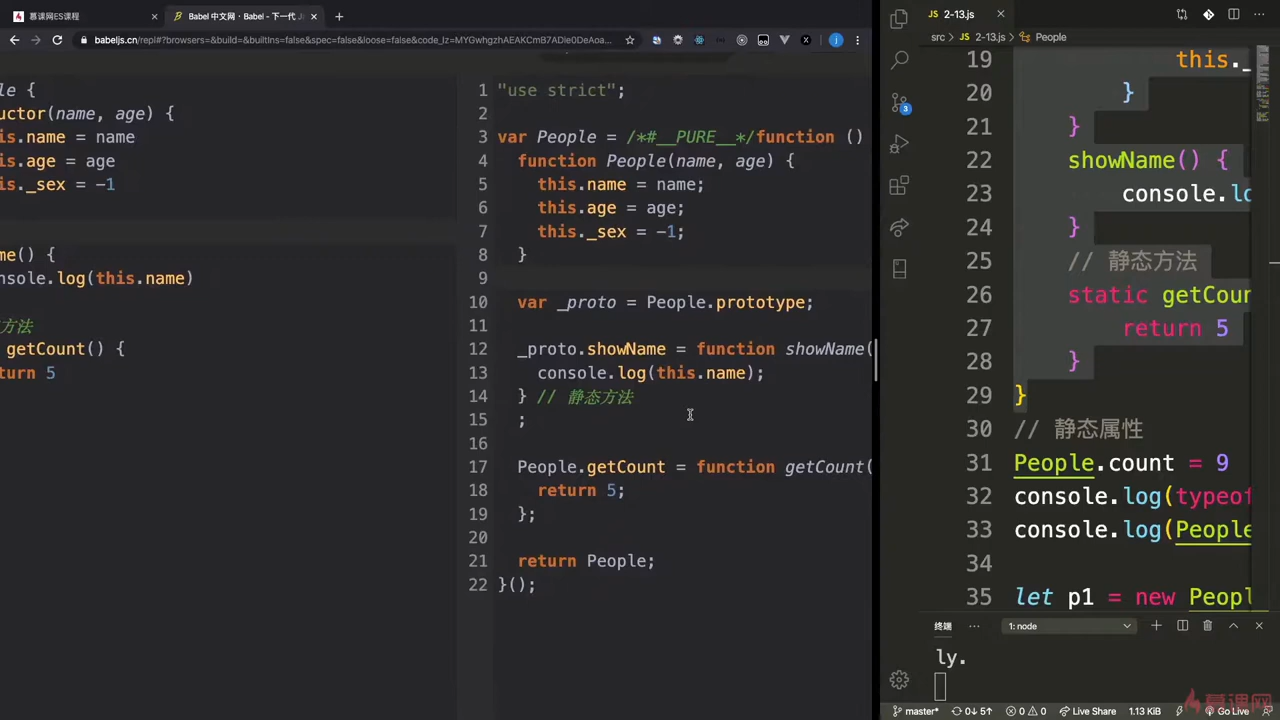 慕课网ES课程
Babel 中文网 · Babel - 下一代 J
babeljs.cn/repl#?browsers=&build=&builtIns=false&spec=false&loose=false&code_lz=MYGwhgzhAEAKCmB7ADle0DeAoa...
le {
uctor(name, age) {
is.name = name
is.age = age
is._sex = -1
me() {
nsole.log(this.name)
方法
getCount() {
turn 5
1 "use strict";
2
3 var People = /*#__PURE__*/function ()
4 function People(name, age) {
5 this.name = name;
6 this.age = age;
7 this._sex = -1;
8 }
9
10 var _proto = People.prototype;
11
12 _proto.showName = function showName(
13 console.log(this.name);
14 } // 静态方法
15 ;
16
17 People.getCount = function getCount(
18 return 5;
19 };
20
21 return People;
22 }();
2-13.js
src > 2-13.js > People
19 this._
20 }
21 }
22 showName() {
23 console.lo
24 }
25 // 静态方法
26 static getCoun
27 return 5
28 }
29 }
30 // 静态属性
31 People.count = 9
32 console.log(typeof
33 console.log(People
34
35 let p1 = new Peopl
终端 ··· 1: node
ly.
master* 0↓ 5↑ 0 0 Live Share 1.13 KiB Go Live
慕课网
3